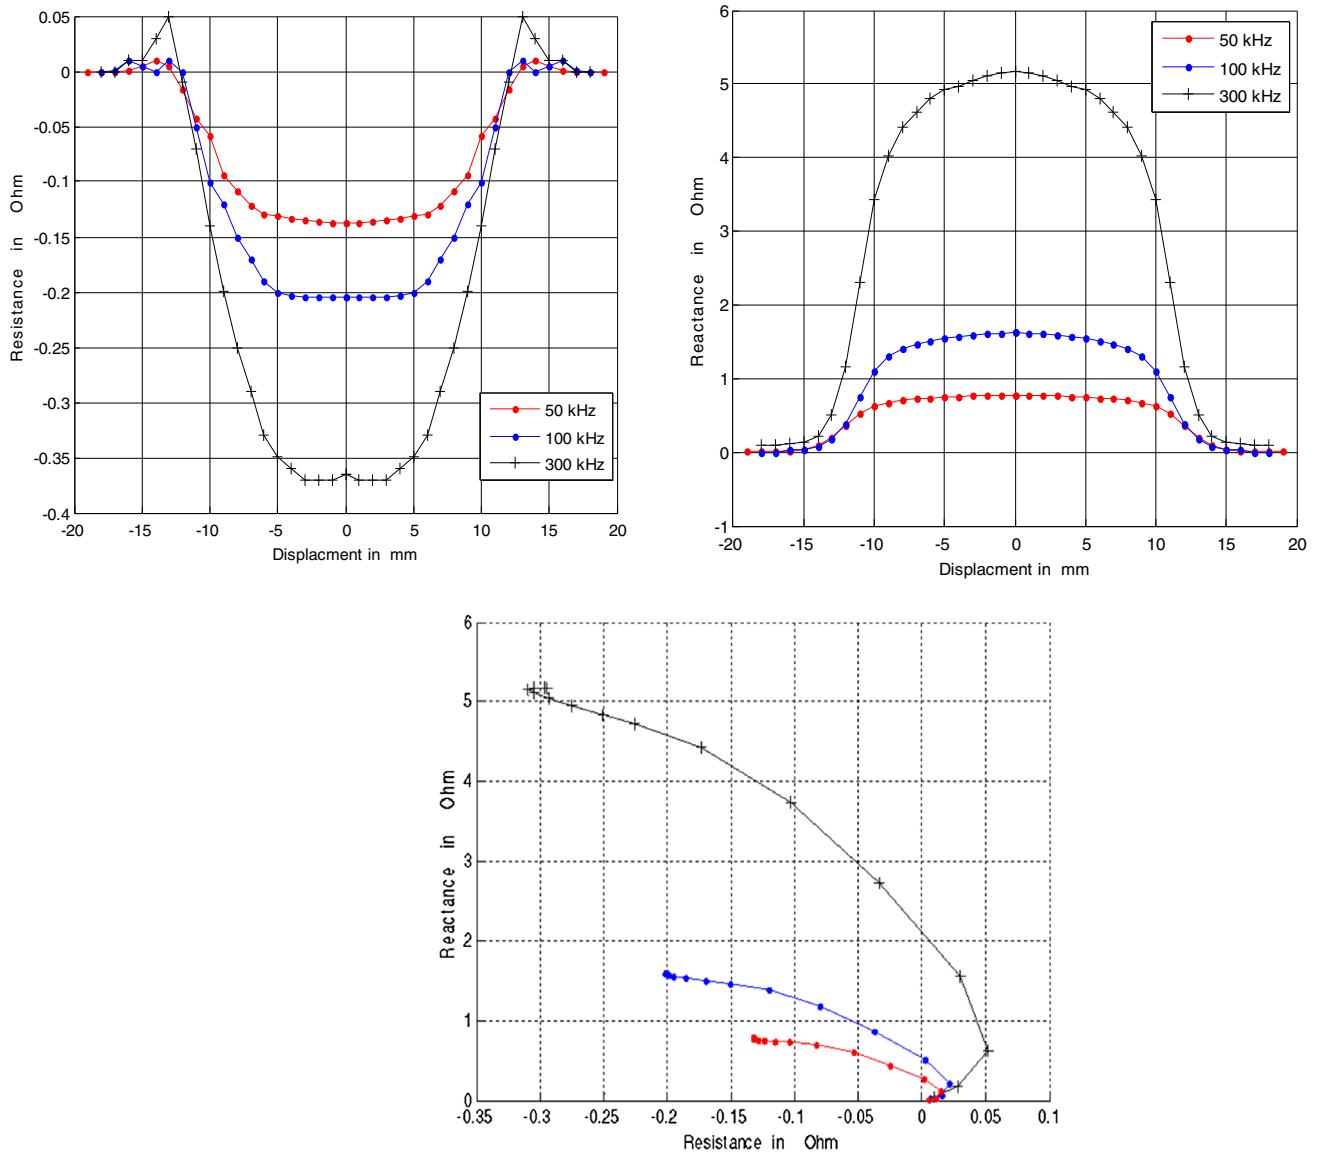 0.05
0
-0.05
-0.1
-0.15
-0.2
-0.25
-0.3
-0.35
-0.4
Resistance in Ohm
50 kHz
100 kHz
300 kHz
-20 -15 -10 -5 0 5 10 15 20
Displacment in mm
6
5
4
3
2
1
0
-1
Reactance in Ohm
50 kHz
100 kHz
300 kHz
-20 -15 -10 -5 0 5 10 15 20
Displacment in mm
6
5
4
3
2
1
0
Reactance in Ohm
-0.35 -0.3 -0.25 -0.2 -0.15 -0.1 -0.05 0 0.05 0.1
Resistance in Ohm